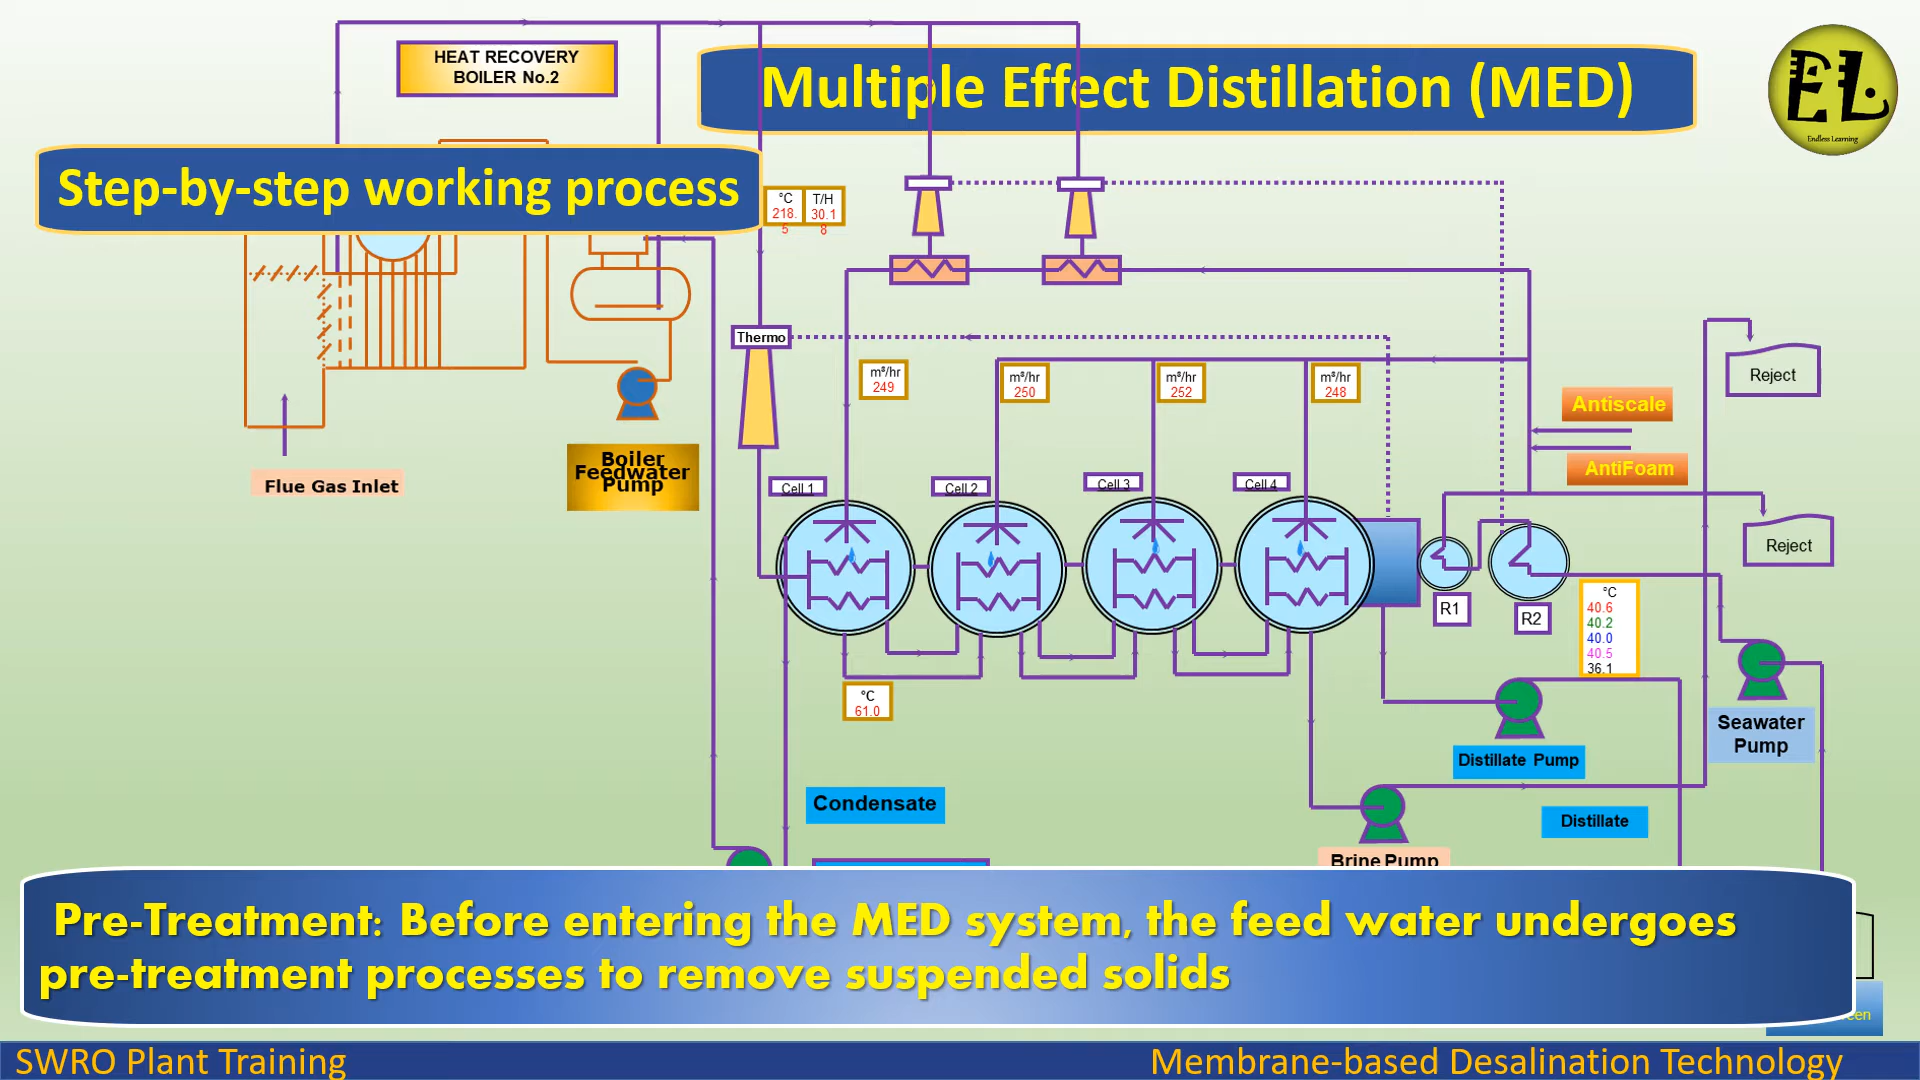 HEAT RECOVERY
BOILER No.2
Multiple Effect Distillation (MED)
EL
Endless Learning
Step-by-step working process
°C
218.
5
T/H
30.1
8
Thermo
m³/hr
249
m³/hr
250
m³/hr
252
m³/hr
248
Reject
Antiscale
AntiFoam
Boiler
Feedwater
Pump
Flue Gas Inlet
Cell 1
Cell 2
Cell 3
Cell 4
Reject
R1
R2
°C
40.6
40.2
40.0
40.5
36.1
°C
61.0
Seawater
Pump
Distillate Pump
Condensate
Distillate
Brine Pump
Pre-Treatment: Before entering the MED system, the feed water undergoes
pre-treatment processes to remove suspended solids
SWRO Plant Training
Membrane-based Desalination Technology